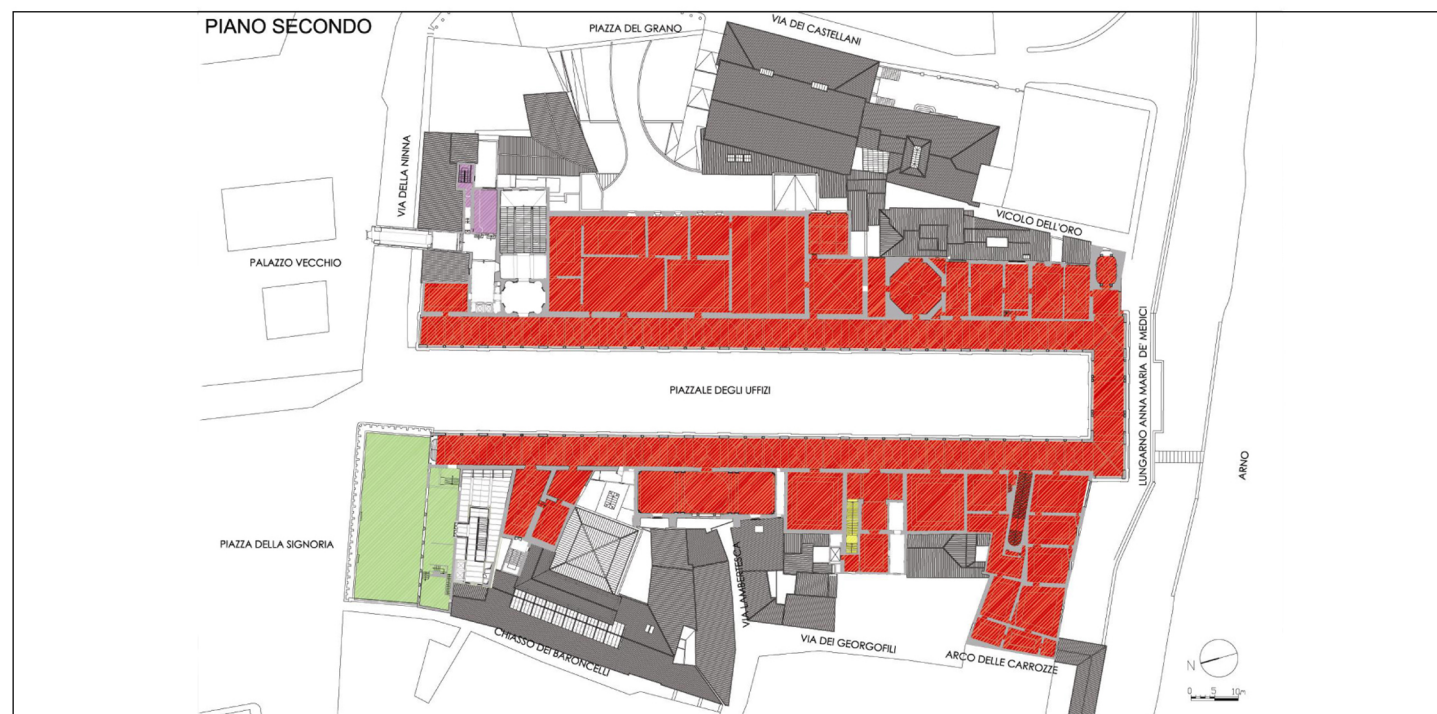 PIANO SECONDO
PIAZZA DEL GRANO
VIA DEI CASTELLANI
VIA DELLA NINNA
VICOLO DELL'ORO
PALAZZO VECCHIO
LUNGARNO ANNA MARIA DE' MEDICI
PIAZZALE DEGLI UFFIZI
ARNO
PIAZZA DELLA SIGNORIA
VIA LAMBERTESCA
CHIASSO DEI BARONCELLI
VIA DEI GEORGOFILI
ARCO DELLE CARROZZE
N
0 5 10m